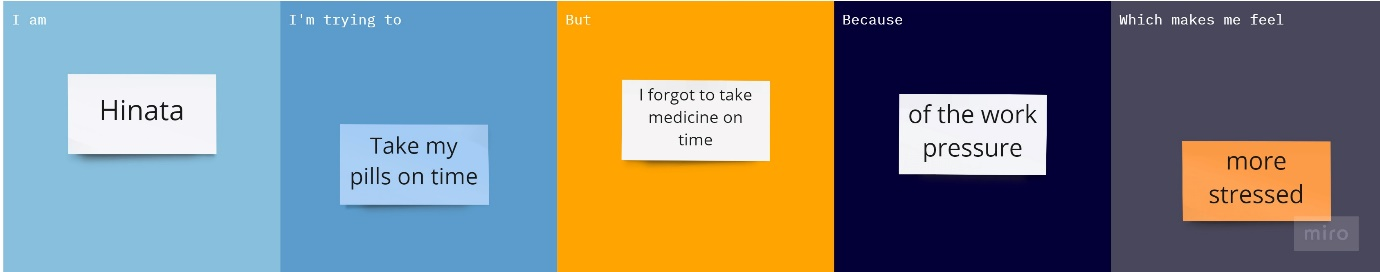 I am
Hinata
I'm trying to
Take my
pills on time
But
I forgot to take
medicine on
time
Because
of the work
pressure
Which makes me feel
more
stressed
miro